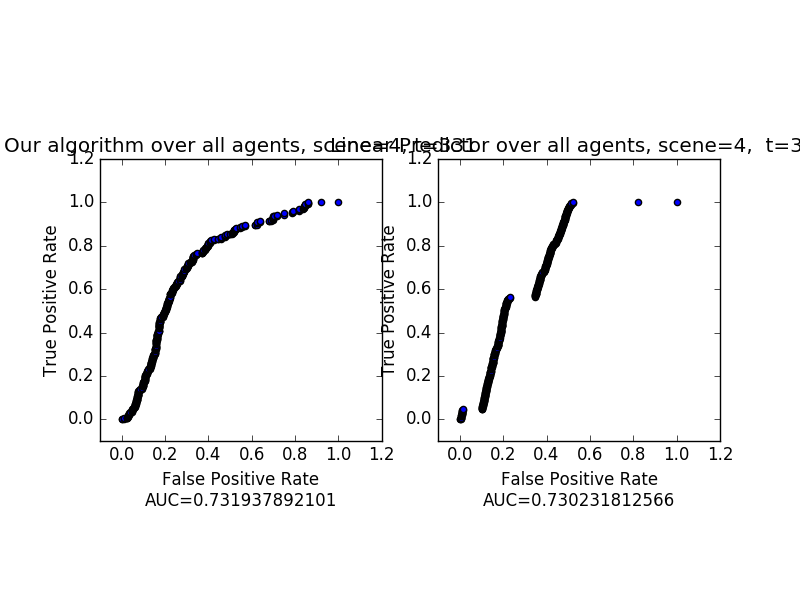 Our algorithm over all agents, scene=4, t=331
Linear Predictor over all agents, scene=4, t=3
True Positive Rate
1.2
1.0
0.8
0.6
0.4
0.2
0.0
0.0 0.2 0.4 0.6 0.8 1.0 1.2
False Positive Rate
AUC=0.731937892101
True Positive Rate
1.2
1.0
0.8
0.6
0.4
0.2
0.0
0.0 0.2 0.4 0.6 0.8 1.0 1.2
False Positive Rate
AUC=0.730231812566